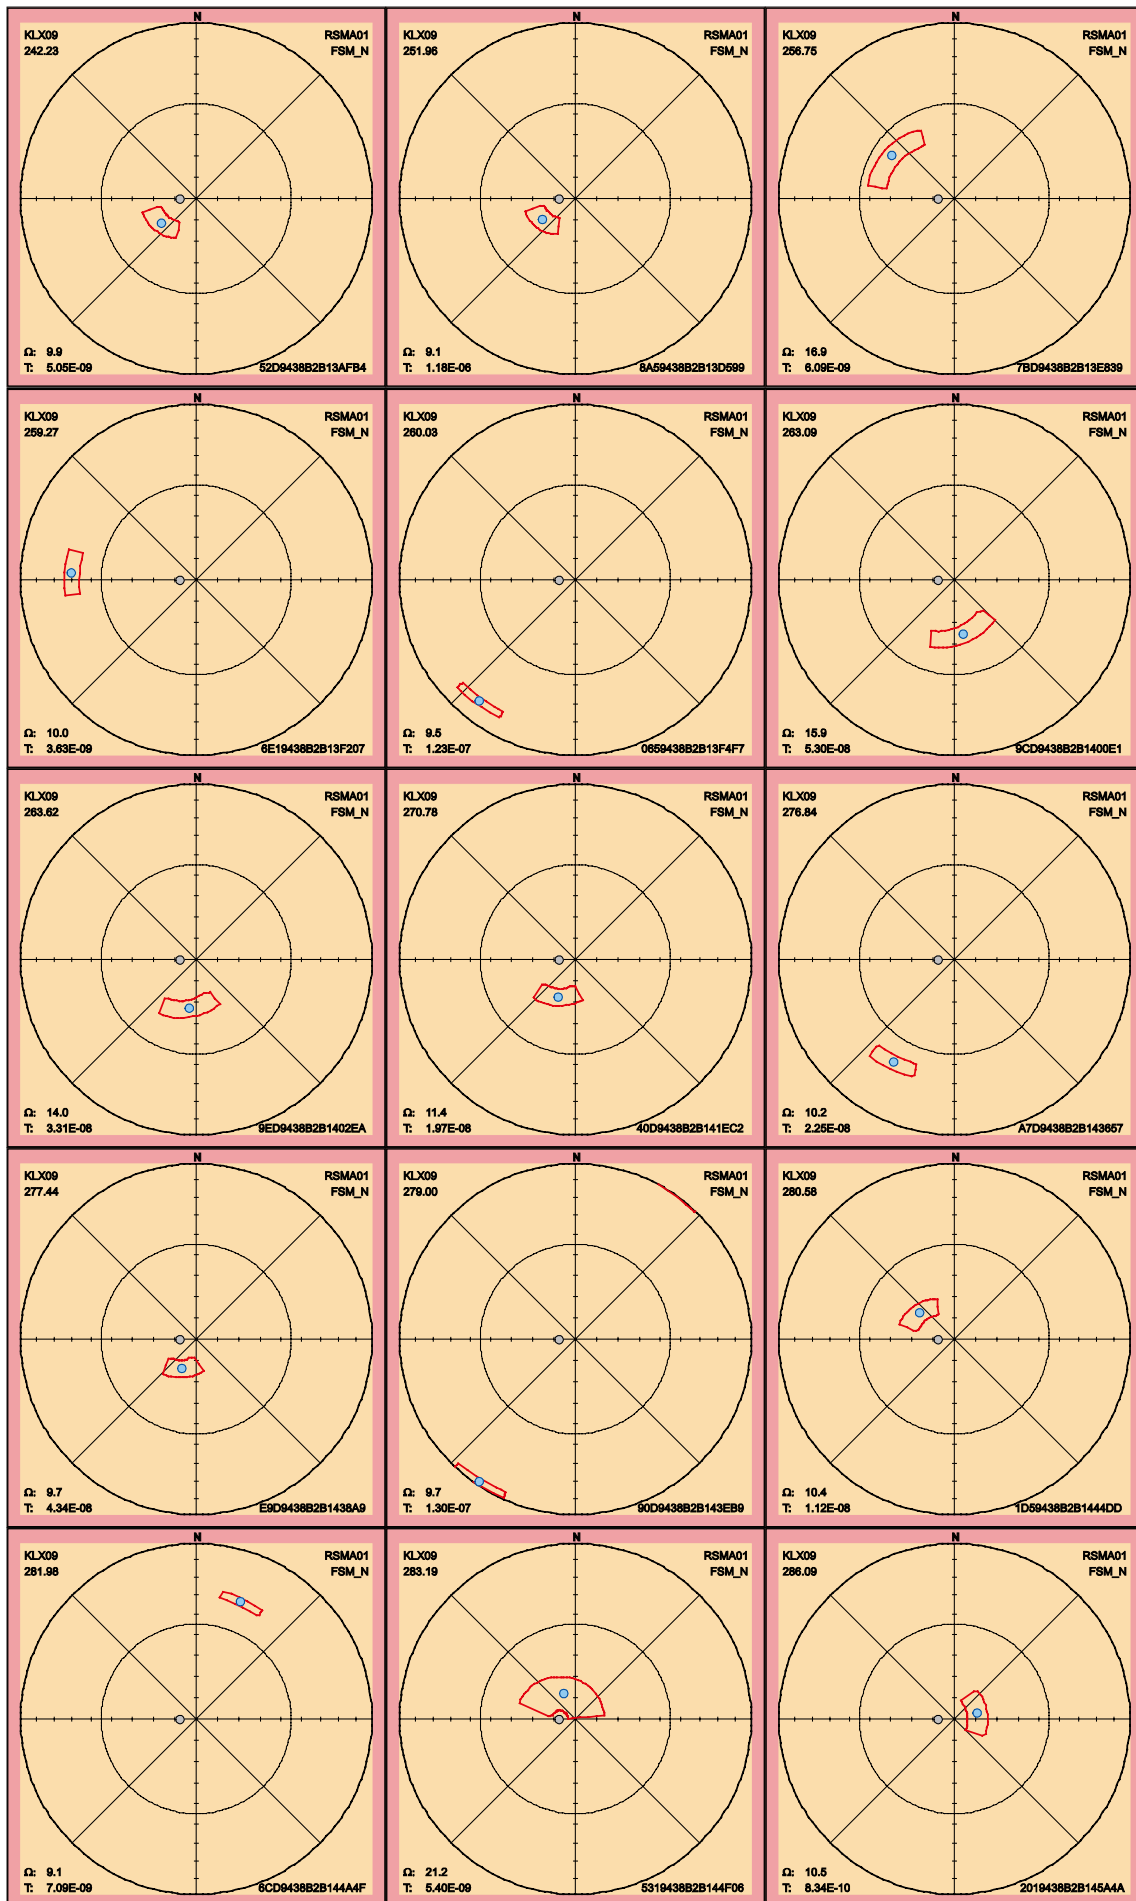 N
KLX09 RSMA01
242.23 FSM_N
Ω: 9.9
T: 5.05E-09 52D9438B2B13AFB4
N
KLX09 RSMA01
251.96 FSM_N
Ω: 9.1
T: 1.18E-06 8A59438B2B13D599
N
KLX09 RSMA01
256.75 FSM_N
Ω: 16.9
T: 6.09E-09 7BD9438B2B13E839
N
KLX09 RSMA01
259.27 FSM_N
Ω: 10.0
T: 3.63E-09 6E19438B2B13F207
N
KLX09 RSMA01
260.03 FSM_N
Ω: 9.5
T: 1.23E-07 0659438B2B13F4F7
N
KLX09 RSMA01
263.09 FSM_N
Ω: 15.9
T: 5.30E-08 9CD9438B2B1400E1
N
KLX09 RSMA01
263.62 FSM_N
Ω: 14.0
T: 3.31E-08 9ED9438B2B1402EA
N
KLX09 RSMA01
270.78 FSM_N
Ω: 11.4
T: 1.97E-08 40D9438B2B141EC2
N
KLX09 RSMA01
276.84 FSM_N
Ω: 10.2
T: 2.25E-08 A7D9438B2B143657
N
KLX09 RSMA01
277.44 FSM_N
Ω: 9.7
T: 4.34E-08 E9D9438B2B1438A9
N
KLX09 RSMA01
279.00 FSM_N
Ω: 9.7
T: 1.30E-07 90D9438B2B143EB9
N
KLX09 RSMA01
280.58 FSM_N
Ω: 10.4
T: 1.12E-08 1D59438B2B1444DD
N
KLX09 RSMA01
281.98 FSM_N
Ω: 9.1
T: 7.09E-09 6CD9438B2B144A4F
N
KLX09 RSMA01
283.19 FSM_N
Ω: 21.2
T: 5.40E-09 5319438B2B144F06
N
KLX09 RSMA01
286.09 FSM_N
Ω: 10.5
T: 8.34E-10 2019438B2B145A4A